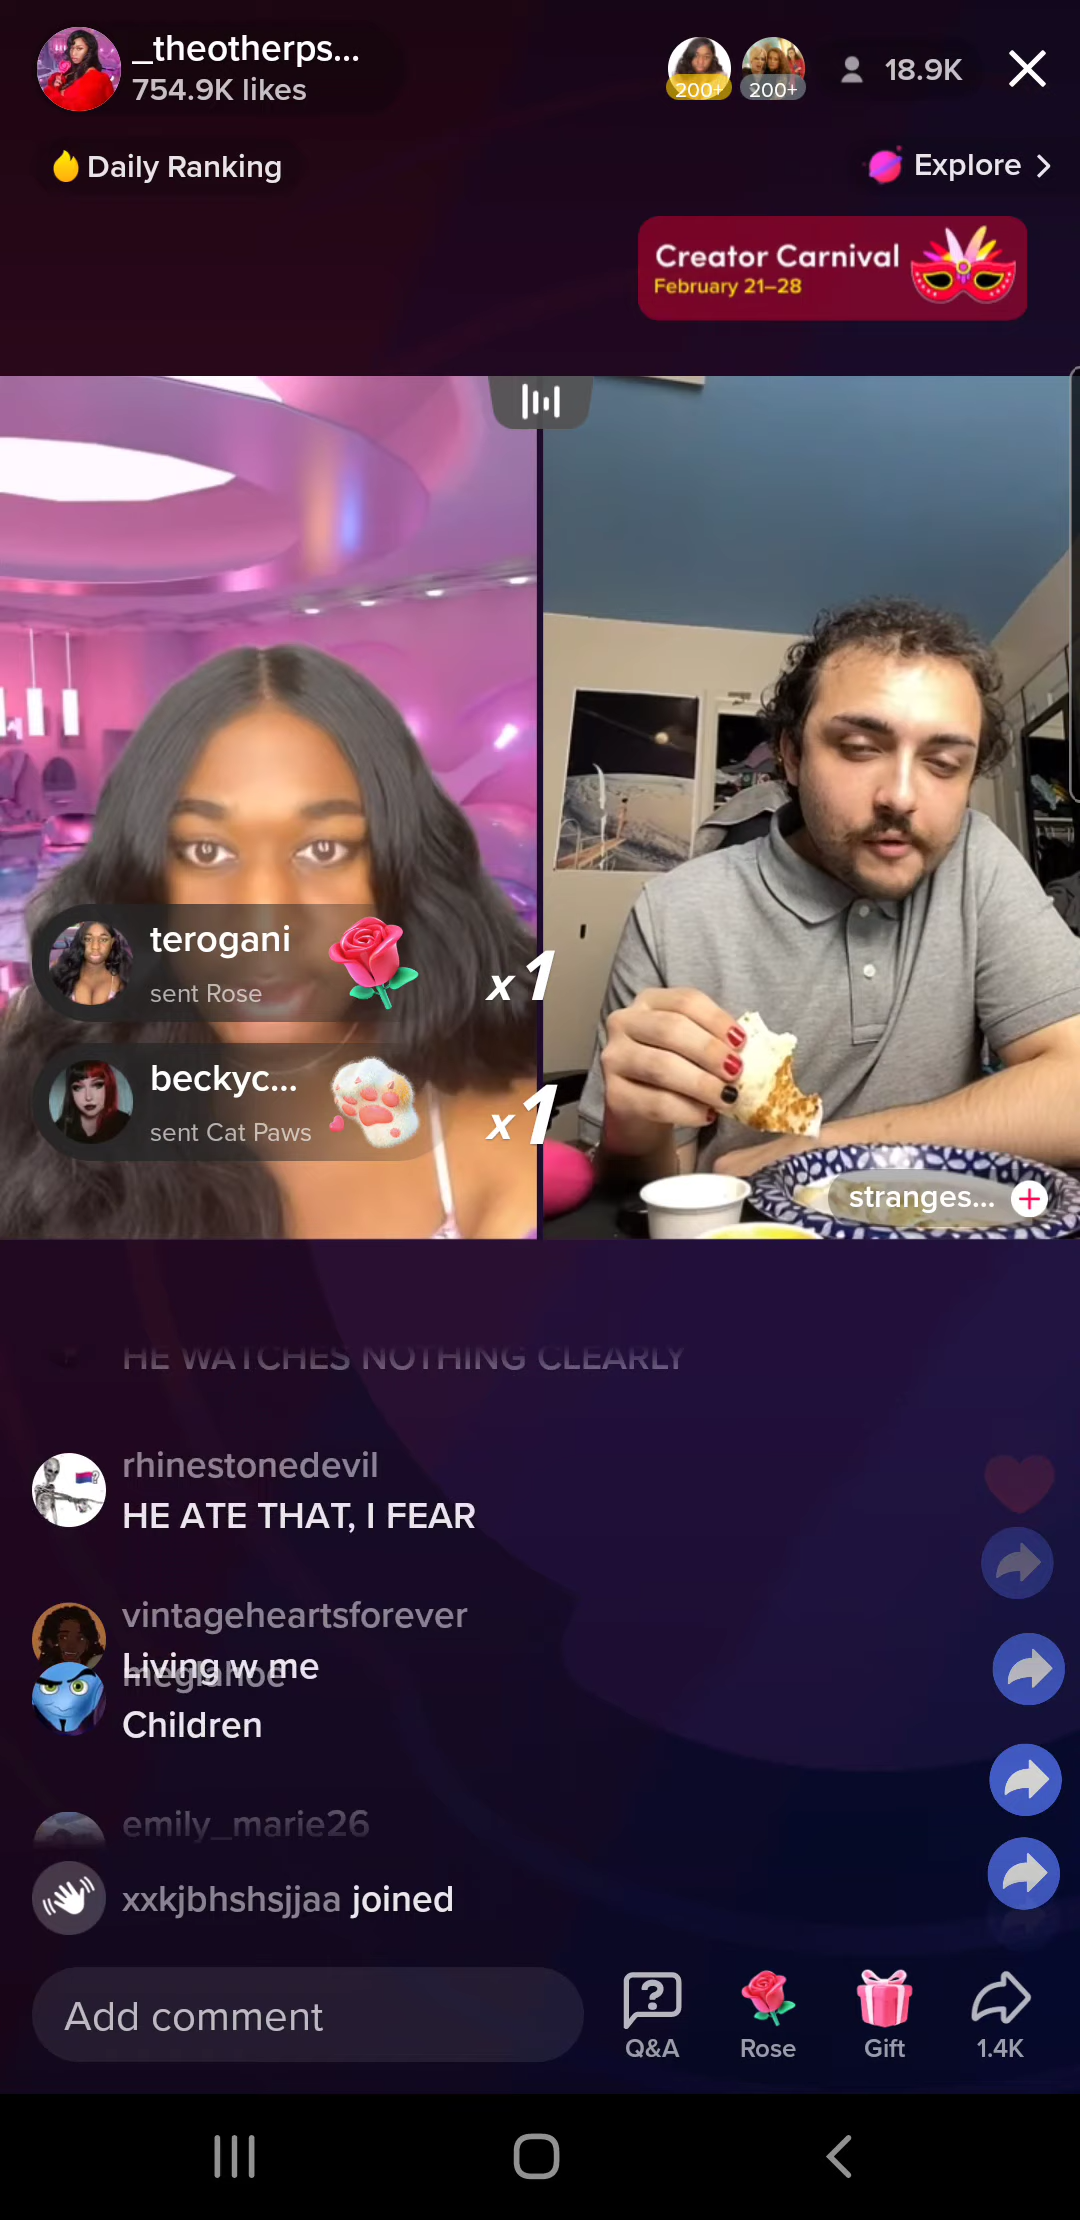 _theotherps...
754.9K likes
200+
200+
18.9K
Daily Ranking
Explore
Creator Carnival
February 21–28
terogani
sent Rose
x1
beckyc...
sent Cat Paws
x1
stranges...
HE WATCHES NOTHING CLEARLY
rhinestonedevil
HE ATE THAT, I FEAR
vintageheartsforever
Living w me
Children
emily_marie26
xxkjbhshsjjaa joined
Add comment
Q&A
Rose
Gift
1.4K